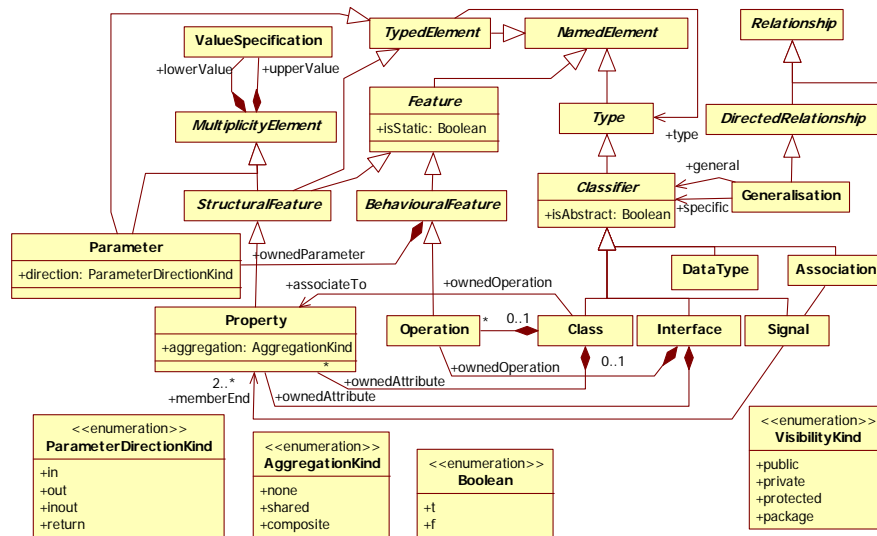 TypedElement
NamedElement
Relationship
ValueSpecification
+lowerValue
+upperValue
Feature
+isStatic: Boolean
MultiplicityElement
Type
+type
DirectedRelationship
+general
Classifier
+isAbstract: Boolean
+specific
Generalisation
StructuralFeature
BehaviouralFeature
Parameter
+direction: ParameterDirectionKind
+ownedParameter
DataType
Association
+associateTo
+ownedOperation
Property
+aggregation: AggregationKind
*
Operation
*
0..1
Class
Interface
Signal
+ownedOperation
0..1
2..*
+memberEnd
+ownedAttribute
+ownedAttribute
<<enumeration>>
ParameterDirectionKind
+in
+out
+inout
+return
<<enumeration>>
AggregationKind
+none
+shared
+composite
<<enumeration>>
Boolean
+t
+f
<<enumeration>>
VisibilityKind
+public
+private
+protected
+package